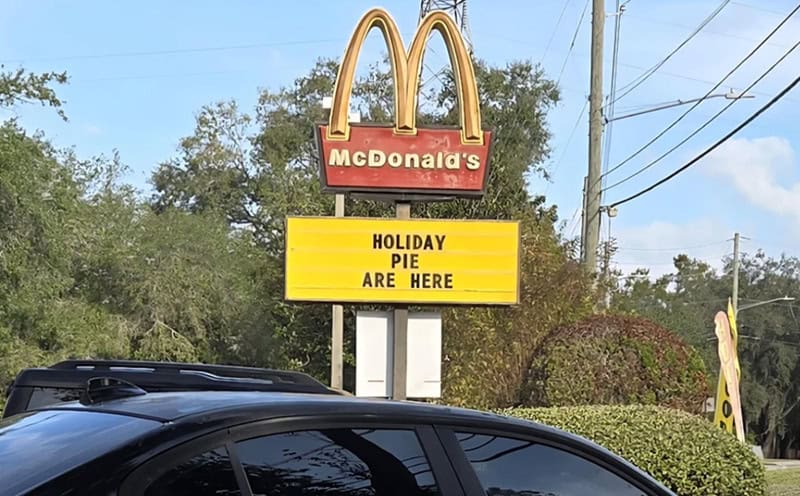 McDonald's
HOLIDAY
PIE
ARE HERE